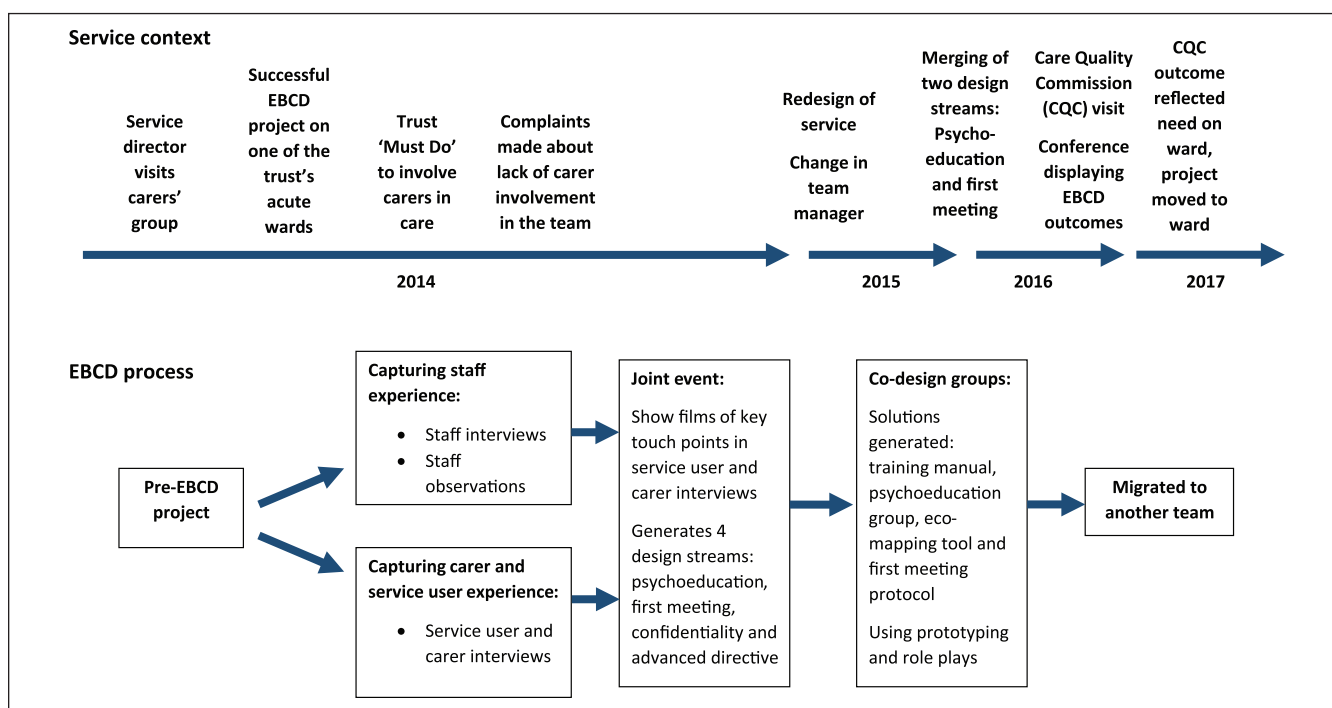 Service context
Service
director
visits
carers’
group
Successful
EBCD
project on
one of the
trust’s
acute
wards
Trust
‘Must Do’
to involve
carers in
care
Complaints
made about
lack of carer
involvement
in the team
Redesign of
service
Change in
team
manager
Merging of
two design
streams:
Psycho-
education
and first
meeting
Care Quality
Commission
(CQC) visit
Conference
displaying
EBCD
outcomes
CQC
outcome
reflected
need on
ward,
project
moved to
ward
2014
2015
2016
2017
EBCD process
Pre-EBCD
project
Capturing staff
experience:
• Staff interviews
• Staff
observations
Capturing carer and
service user experience:
• Service user and
carer interviews
Joint event:
Show films of key
touch points in
service user and
carer interviews
Generates 4
design streams:
psychoeducation,
first meeting,
confidentiality and
advanced directive
Co-design groups:
Solutions
generated:
training manual,
psychoeducation
group, eco-
mapping tool and
first meeting
protocol
Using prototyping
and role plays
Migrated to
another team